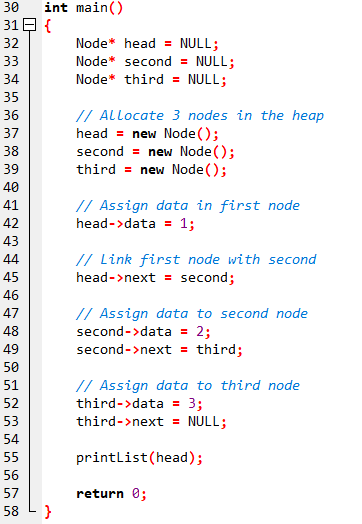 30 int main()
31 {
32     Node* head = NULL;
33     Node* second = NULL;
34     Node* third = NULL;
35
36     // Allocate 3 nodes in the heap
37     head = new Node();
38     second = new Node();
39     third = new Node();
40
41     // Assign data in first node
42     head->data = 1;
43
44     // Link first node with second
45     head->next = second;
46
47     // Assign data to second node
48     second->data = 2;
49     second->next = third;
50
51     // Assign data to third node
52     third->data = 3;
53     third->next = NULL;
54
55     printList(head);
56
57     return 0;
58 }